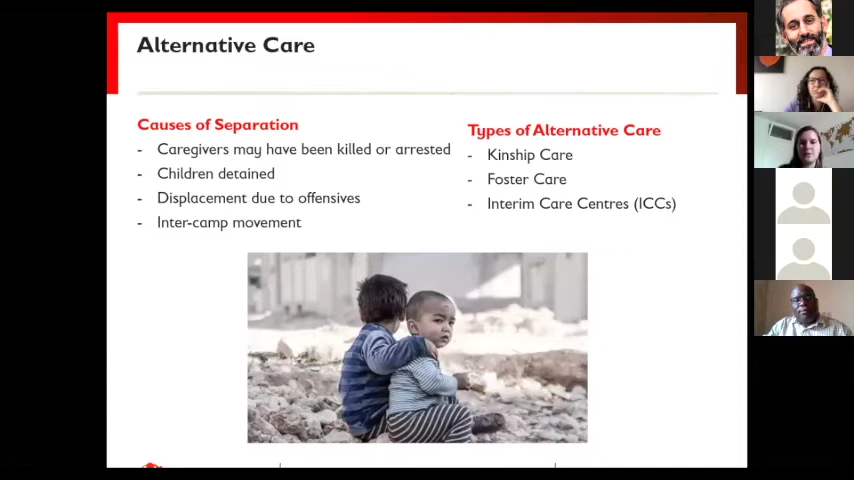 Alternative Care
Causes of Separation
- Caregivers may have been killed or arrested
- Children detained
- Displacement due to offensives
- Inter-camp movement
Types of Alternative Care
- Kinship Care
- Foster Care
- Interim Care Centres (ICCs)